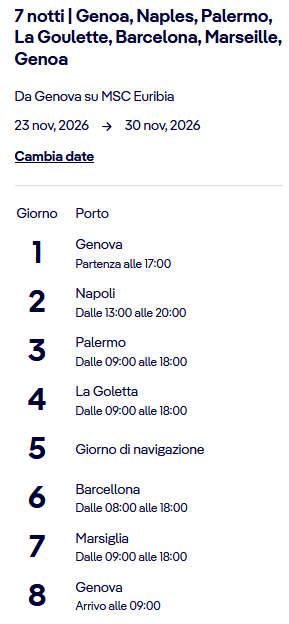 7 notti | Genoa, Naples, Palermo,
La Goulette, Barcelona, Marseille,
Genoa
Da Genova su MSC Euribia
23 nov, 2026 → 30 nov, 2026
Cambia date
Giorno Porto
1 Genova
Partenza alle 17:00
2 Napoli
Dalle 13:00 alle 20:00
3 Palermo
Dalle 09:00 alle 18:00
4 La Goletta
Dalle 09:00 alle 18:00
5 Giorno di navigazione
6 Barcellona
Dalle 08:00 alle 18:00
7 Marsiglia
Dalle 09:00 alle 18:00
8 Genova
Arrivo alle 09:00